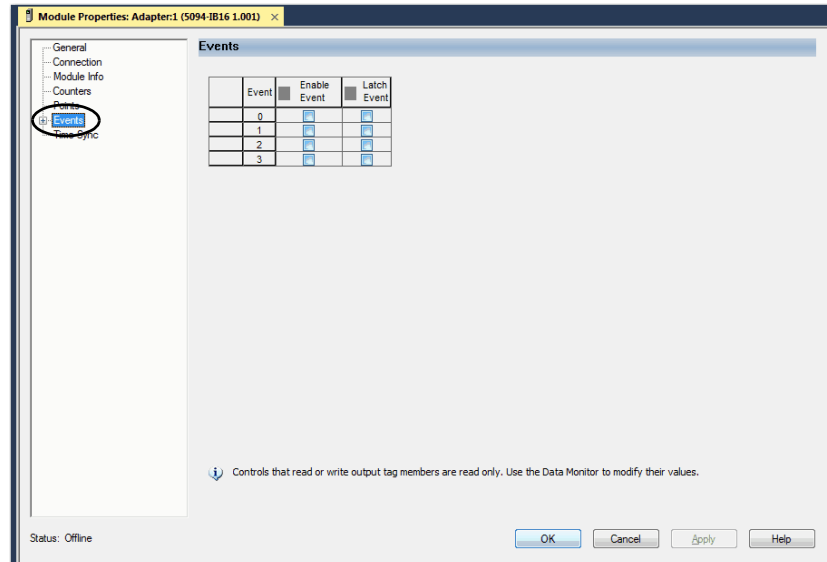 Module Properties: Adapter:1 (5094-IB16 1.001) ×
General
Connection
Module Info
Counters
Points
Events
Time Sync
Events
Event Enable Event Latch Event
0
1
2
3
Controls that read or write output tag members are read only. Use the Data Monitor to modify their values.
Status: Offline
OK Cancel Apply Help